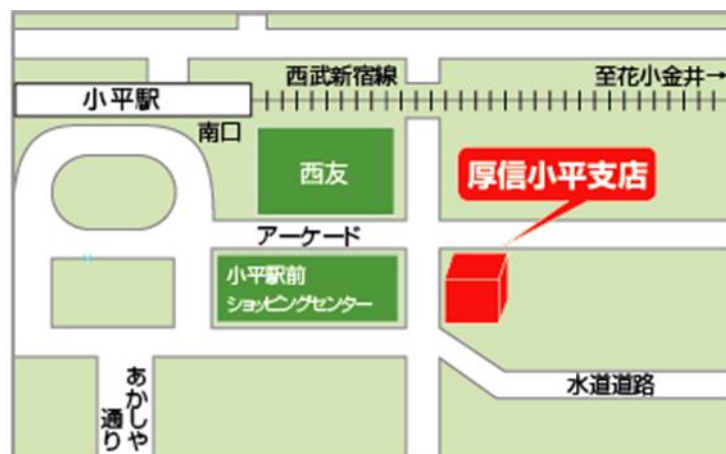 西武新宿線
至花小金井→
小平駅
南口
西友
厚信小平支店
アーケード
小平駅前
ショッピングセンター
水道道路
あかしや
通り